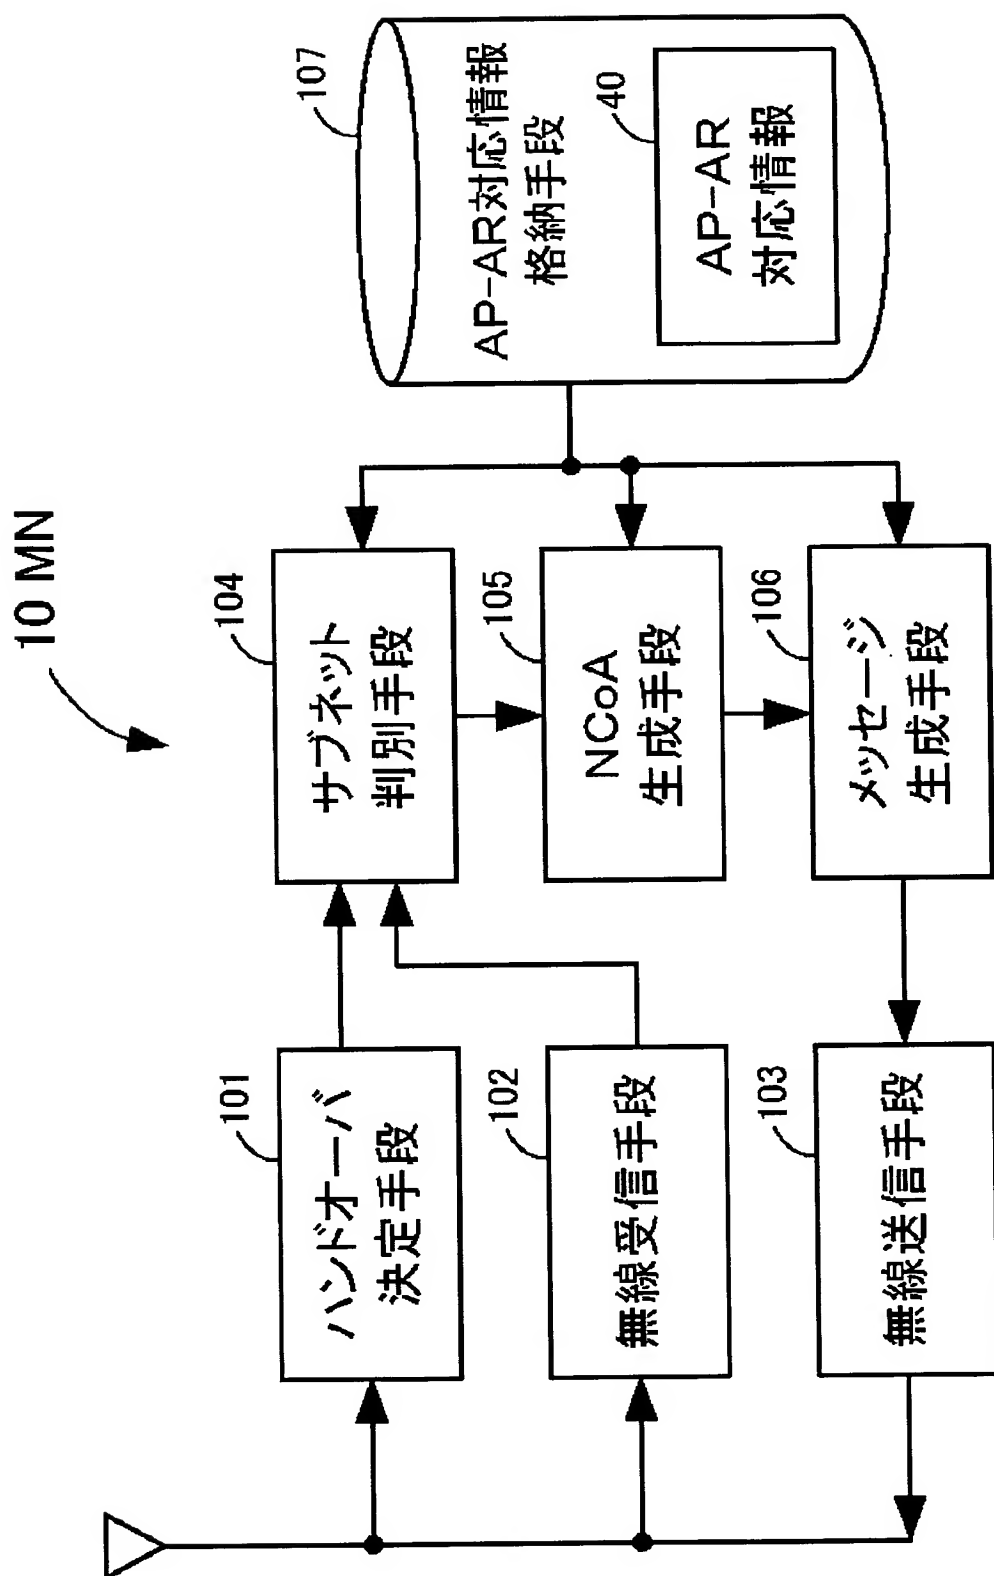 10 MN
101
ハンドオーバ
決定手段
102
無線受信手段
103
無線送信手段
104
サブネット
判別手段
105
NCoA
生成手段
106
メッセージ
生成手段
107
AP-AR対応情報
格納手段
40
AP-AR
対応情報